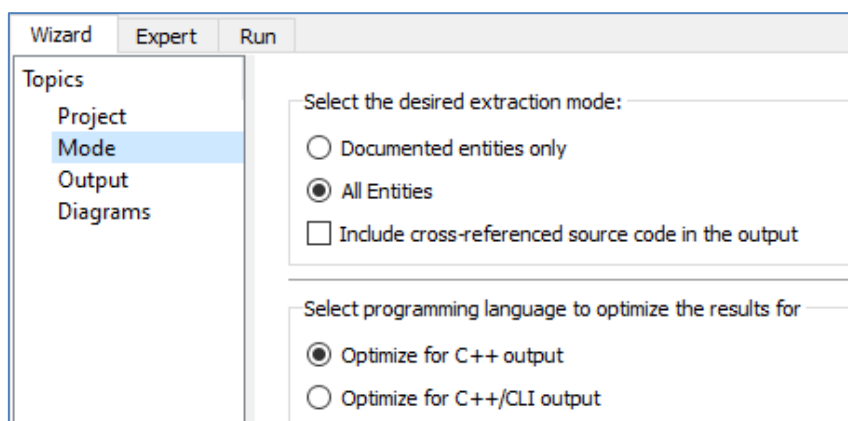 Wizard Expert Run
Topics
Project
Mode
Output
Diagrams
Select the desired extraction mode:
Documented entities only
All Entities
Include cross-referenced source code in the output
Select programming language to optimize the results for
Optimize for C++ output
Optimize for C++/CLI output